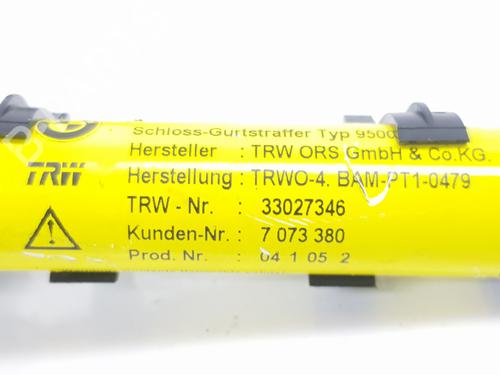 Schloss-Gurtstraffer Typ 9500
Hersteller : TRW ORS GmbH & Co.KG.
TRW
Herstellung : TRWO-4. BAM-PT1-0479
TRW - Nr. : 33027346
Kunden-Nr. : 7 073 380
Prod. Nr. : 04 1 05 2